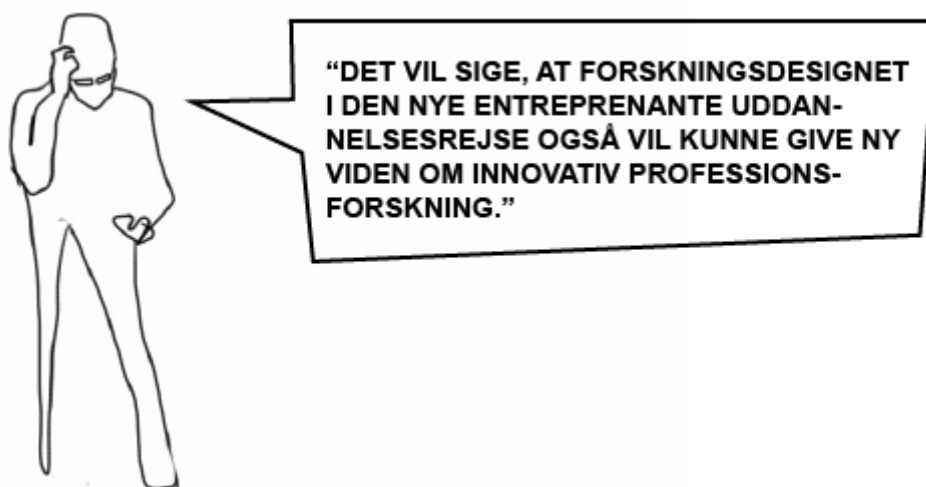 “DET VIL SIGE, AT FORSKNINGSDESIGNET
I DEN NYE ENTREPRENANTE UDDAN-
NELSESREJSE OGSÅ VIL KUNNE GIVE NY
VIDEN OM INNOVATIV PROFESSIONS-
FORSKNING.”